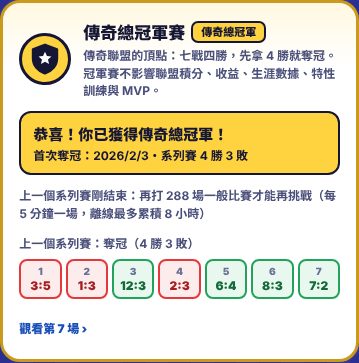 傳奇總冠軍賽 傳奇總冠軍
傳奇聯盟的頂點：七戰四勝，先拿 4 勝就奪冠。
冠軍賽不影響聯盟積分、收益、生涯數據、特性
訓練與 MVP。
恭喜！你已獲得傳奇總冠軍！
首次奪冠：2026/2/3・系列賽 4 勝 3 敗
上一個系列賽剛結束：再打 288 場一般比賽才能再挑戰（每
5 分鐘一場，離線最多累積 8 小時）
上一個系列賽：奪冠（4 勝 3 敗）
1 2 3 4 5 6 7
3:5 1:3 12:3 2:3 6:4 8:3 7:2
觀看第 7 場 ›